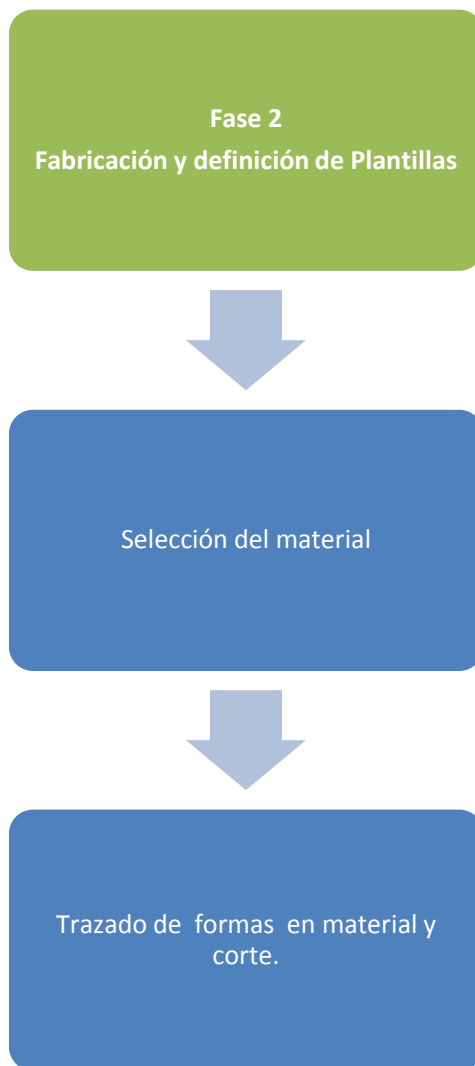 Fase 2
Fabricación y definición de Plantillas
Selección del material
Trazado de  formas  en material y
corte.